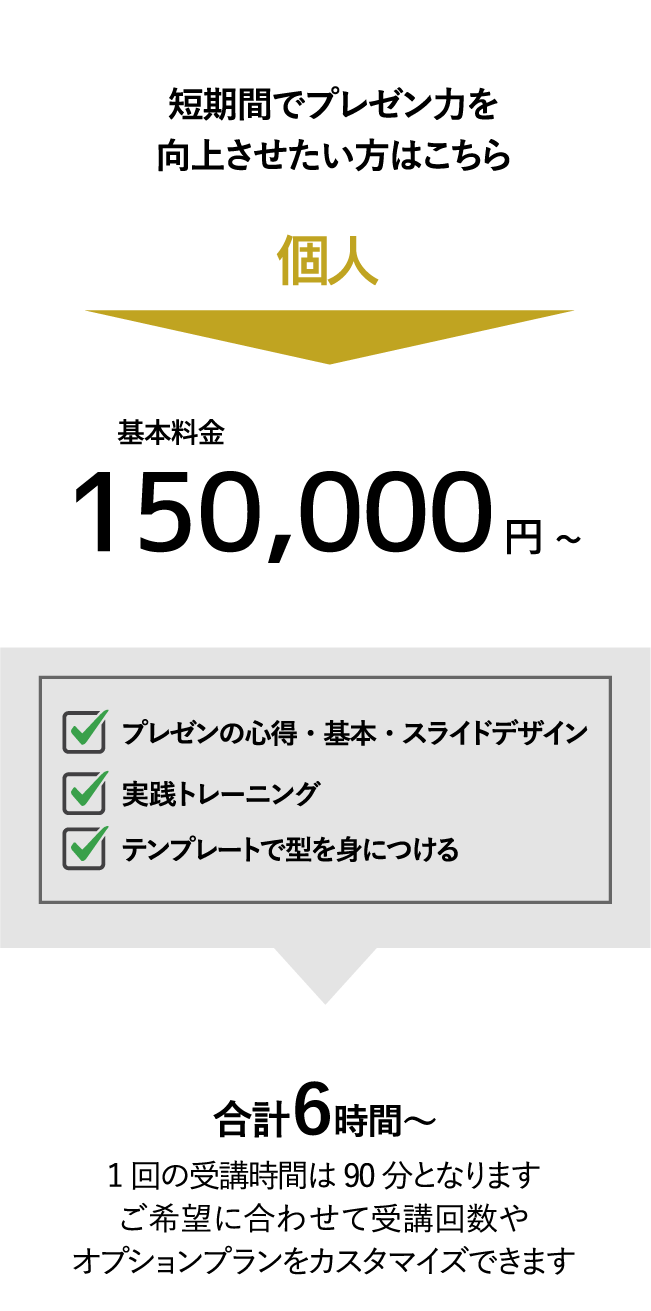 短期間でプレゼン力を
向上させたい方はこちら
個人
基本料金
150,000円 ~
プレゼンの心得・基本・スライドデザイン
実践トレーニング
テンプレートで型を身につける
合計6時間〜
1回の受講時間は90分となります
ご希望に合わせて受講回数や
オプションプランをカスタマイズできます